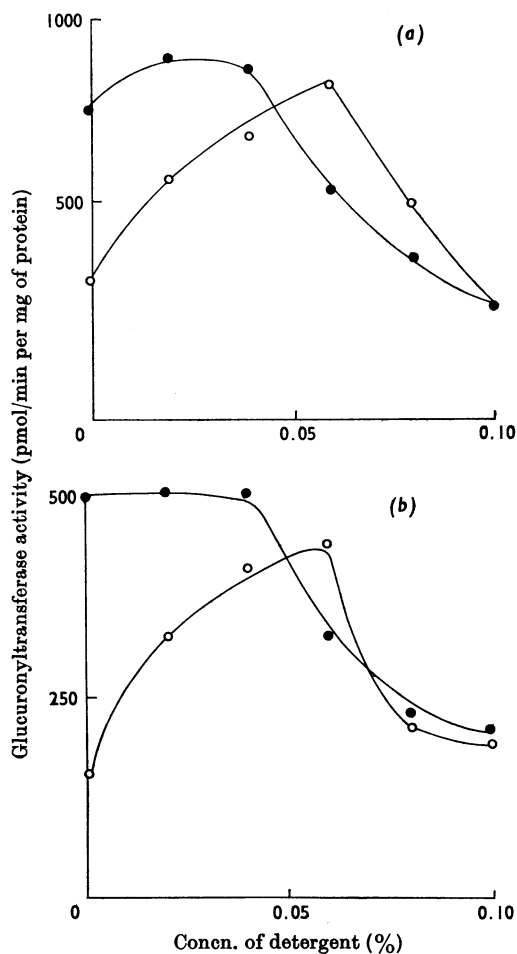 1000
(a)
500
0
0.05
0.10
500
(b)
250
0
0.05
0.10
Concn. of detergent (%)
Glucuronyltransferase activity (pmol/min per mg of protein)